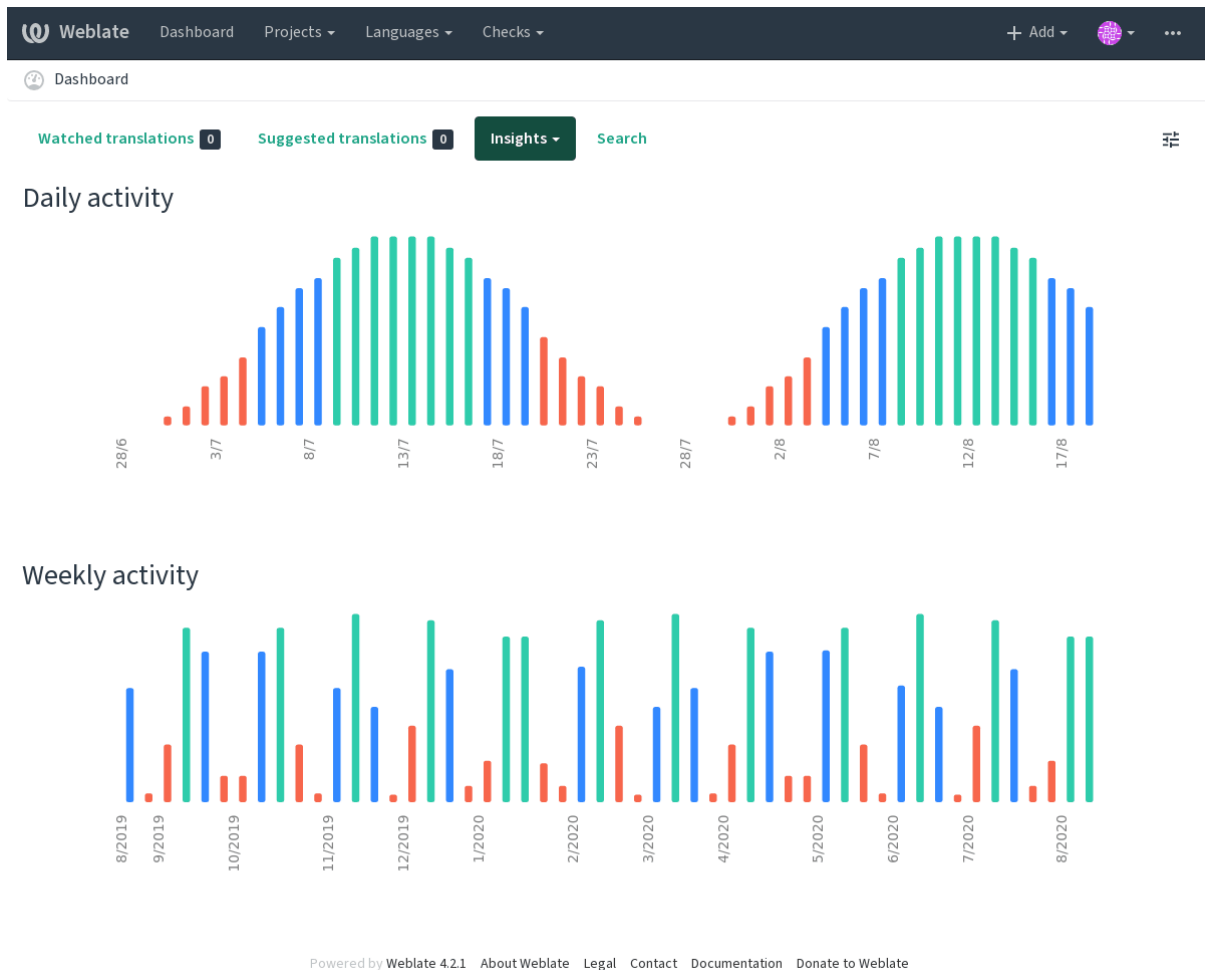 Weblate Dashboard Projects Languages Checks Add
Dashboard
Watched translations 0 Suggested translations 0 Insights Search
Daily activity
28/6 3/7 8/7 13/7 18/7 23/7 28/7 2/8 7/8 12/8 17/8
Weekly activity
8/2019 9/2019 10/2019 11/2019 12/2019 1/2020 2/2020 3/2020 4/2020 5/2020 6/2020 7/2020 8/2020
Powered by Weblate 4.2.1 About Weblate Legal Contact Documentation Donate to Weblate